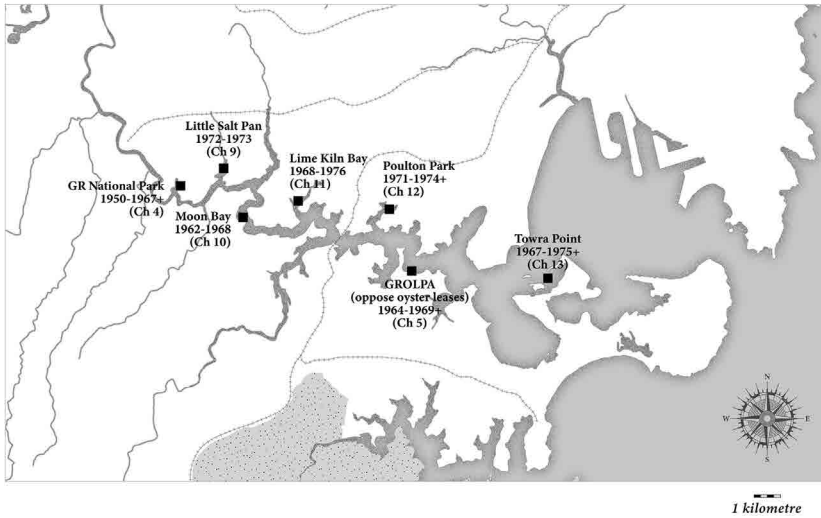 Little Salt Pan
1972-1973
(Ch 9)
Lime Kiln Bay
1968-1976
(Ch 11)
Poulton Park
1971-1974+
(Ch 12)
GR National Park
1950-1967+
(Ch 4)
Moon Bay
1962-1968
(Ch 10)
Towra Point
1967-1975+
(Ch 13)
GROLPA
(oppose oyster leases)
1964-1969+
(Ch 5)
N
W
E
S
1 kilometre